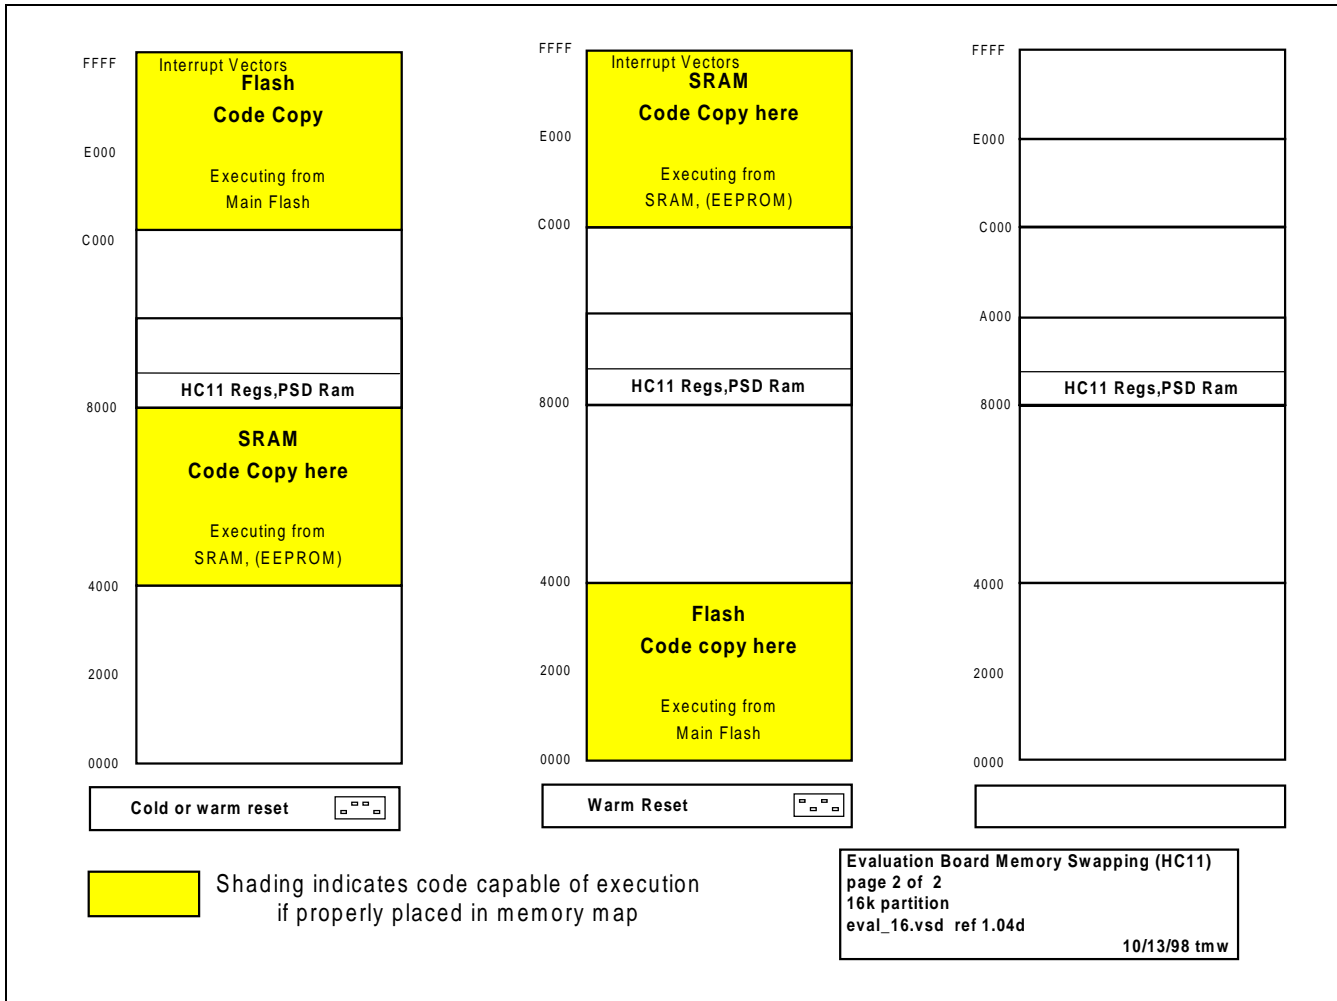 FFFF
Interrupt Vectors
Flash
Code Copy
E000
Executing from
Main Flash
C000
HC11 Regs,PSD Ram
8000
SRAM
Code Copy here
Executing from
SRAM, (EEPROM)
4000
2000
0000
Cold or warm reset
FFFF
Interrupt Vectors
SRAM
Code Copy here
E000
Executing from
SRAM, (EEPROM)
C000
HC11 Regs,PSD Ram
8000
4000
Flash
Code copy here
2000
Executing from
Main Flash
0000
Warm Reset
FFFF
E000
C000
A000
HC11 Regs,PSD Ram
8000
4000
2000
0000
Shading indicates code capable of execution
if properly placed in memory map
Evaluation Board Memory Swapping (HC11)
page 2 of 2
16k partition
eval_16.vsd ref 1.04d
10/13/98 tmw